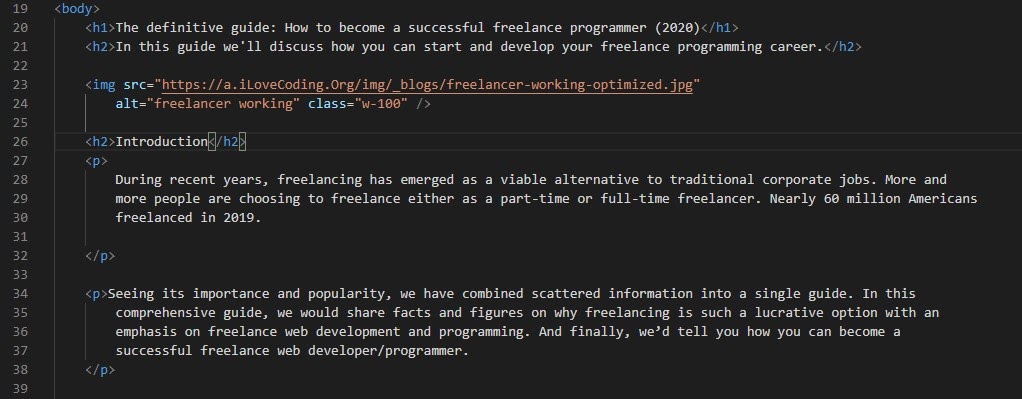 19 <body>
20 <h1>The definitive guide: How to become a successful freelance programmer (2020)</h1>
21 <h2>In this guide we'll discuss how you can start and develop your freelance programming career.</h2>
22
23 <img src="https://a.iLoveCoding.Org/img/_blogs/freelancer-working-optimized.jpg"
24 alt="freelancer working" class="w-100" />
25
26 <h2>Introduction</h2>
27 <p>
28 During recent years, freelancing has emerged as a viable alternative to traditional corporate jobs. More and
29 more people are choosing to freelance either as a part-time or full-time freelancer. Nearly 60 million Americans
30 freelanced in 2019.
31
32 </p>
33
34 <p>Seeing its importance and popularity, we have combined scattered information into a single guide. In this
35 comprehensive guide, we would share facts and figures on why freelancing is such a lucrative option with an
36 emphasis on freelance web development and programming. And finally, we’d tell you how you can become a
37 successful freelance web developer/programmer.
38 </p>
39